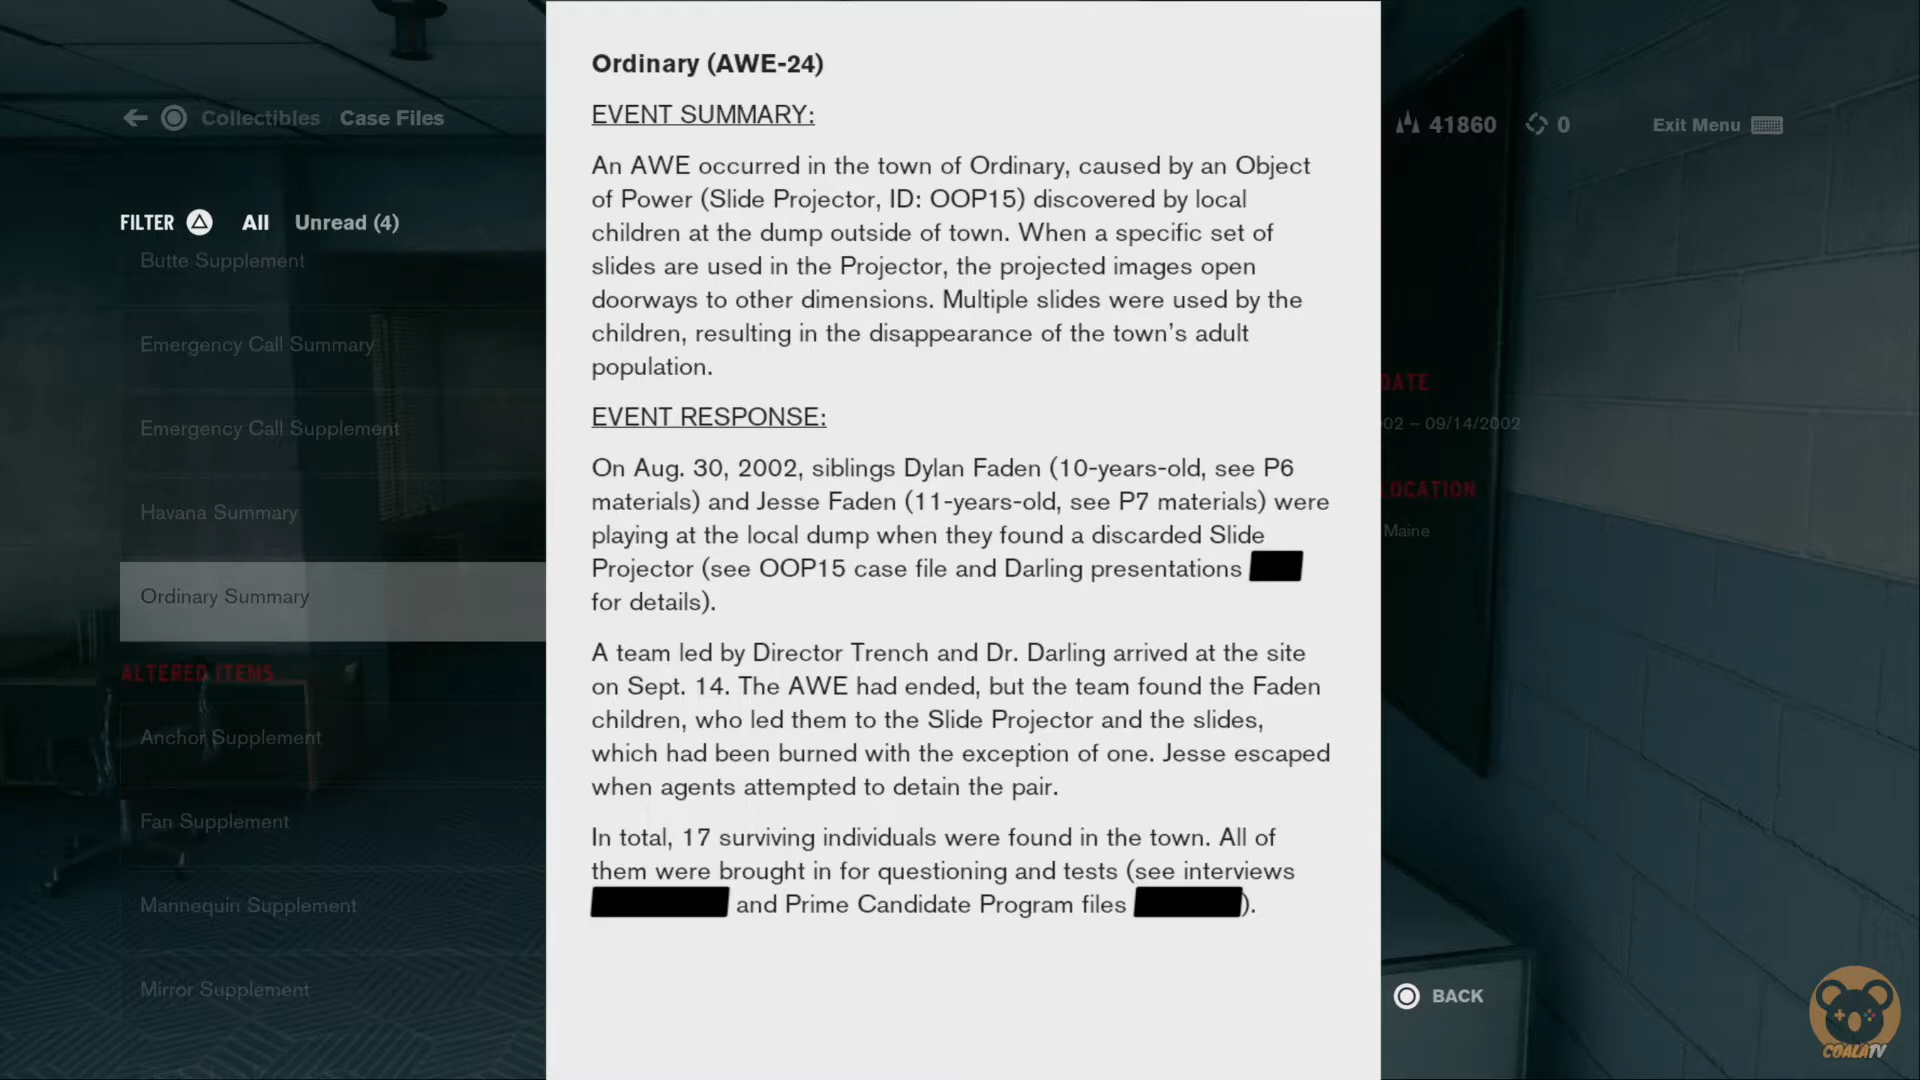 Collectibles Case Files
41860 0 Exit Menu
FILTER All Unread (4)
Butte Supplement
Emergency Call Summary
Emergency Call Supplement
Havana Summary
Ordinary Summary
ALTERED ITEMS
Anchor Supplement
Fan Supplement
Mannequin Supplement
Mirror Supplement
Ordinary (AWE-24)
EVENT SUMMARY:
An AWE occurred in the town of Ordinary, caused by an Object
of Power (Slide Projector, ID: OOP15) discovered by local
children at the dump outside of town. When a specific set of
slides are used in the Projector, the projected images open
doorways to other dimensions. Multiple slides were used by the
children, resulting in the disappearance of the town's adult
population.
EVENT RESPONSE:
On Aug. 30, 2002, siblings Dylan Faden (10-years-old, see P6
materials) and Jesse Faden (11-years-old, see P7 materials) were
playing at the local dump when they found a discarded Slide
Projector (see OOP15 case file and Darling presentations
for details).
A team led by Director Trench and Dr. Darling arrived at the site
on Sept. 14. The AWE had ended, but the team found the Faden
children, who led them to the Slide Projector and the slides,
which had been burned with the exception of one. Jesse escaped
when agents attempted to detain the pair.
In total, 17 surviving individuals were found in the town. All of
them were brought in for questioning and tests (see interviews
and Prime Candidate Program files ).
DATE
02 – 09/14/2002
LOCATION
Maine
BACK
COALATV